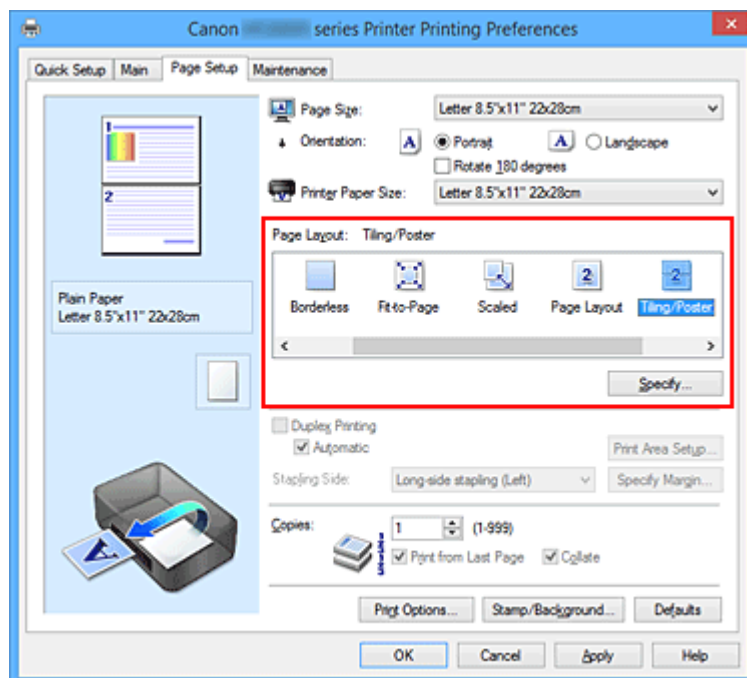 Canon series Printer Printing Preferences
Quick Setup Main Page Setup Maintenance
1
2
Plain Paper
Letter 8.5"x11" 22x28cm
Page Size: Letter 8.5"x11" 22x28cm
Orientation: A Portrait A Landscape
Rotate 180 degrees
Printer Paper Size: Letter 8.5"x11" 22x28cm
Page Layout: Tiling/Poster
2 2
Borderless Fit-to-Page Scaled Page Layout Tiling/Poster
Specify...
Duplex Printing
Automatic
Print Area Setup...
Stapling Side: Long-side stapling (Left) Specify Margin...
Copies: 1 (1-999)
Print from Last Page Collate
A
Print Options... Stamp/Background... Defaults
OK Cancel Apply Help